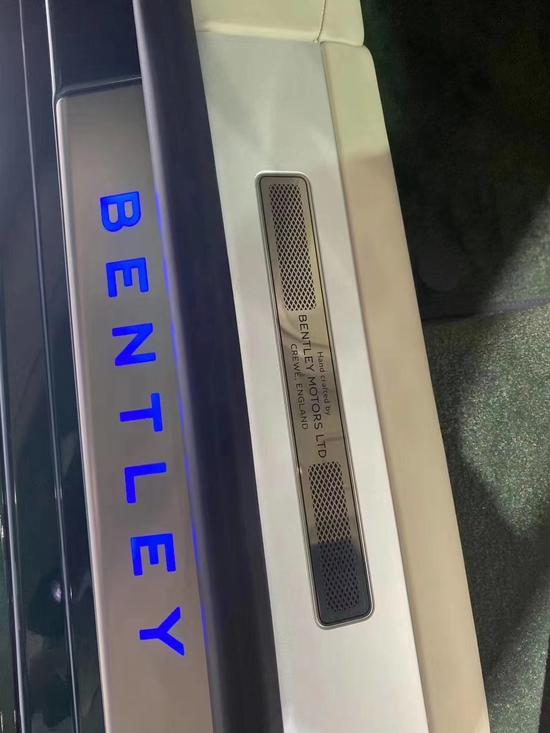 BENTLEY
Hand crafted by
BENTLEY MOTORS LTD
CREWE, ENGLAND